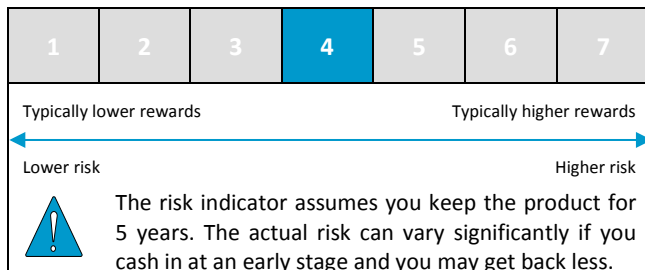 1 2 3 4 5 6 7
Typically lower rewards Typically higher rewards
Lower risk Higher risk
The risk indicator assumes you keep the product for
5 years. The actual risk can vary significantly if you
cash in at an early stage and you may get back less.